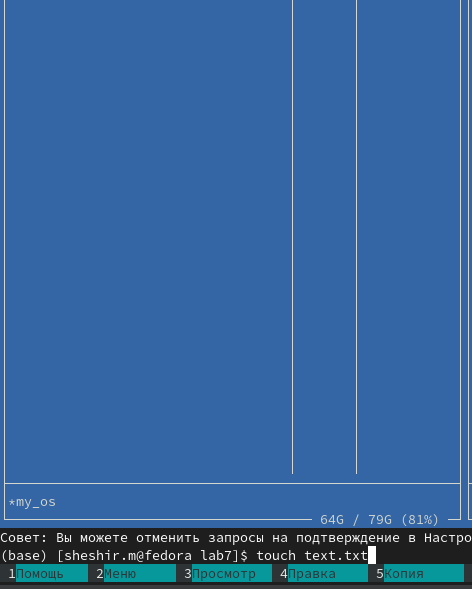 *my_os
64G / 79G (81%)
Совет: Вы можете отменить запросы на подтверждение в Настро
(base) [sheshir.m@fedora lab7]$ touch text.txt
1Помощь 2Меню 3Просмотр 4Правка 5Копия